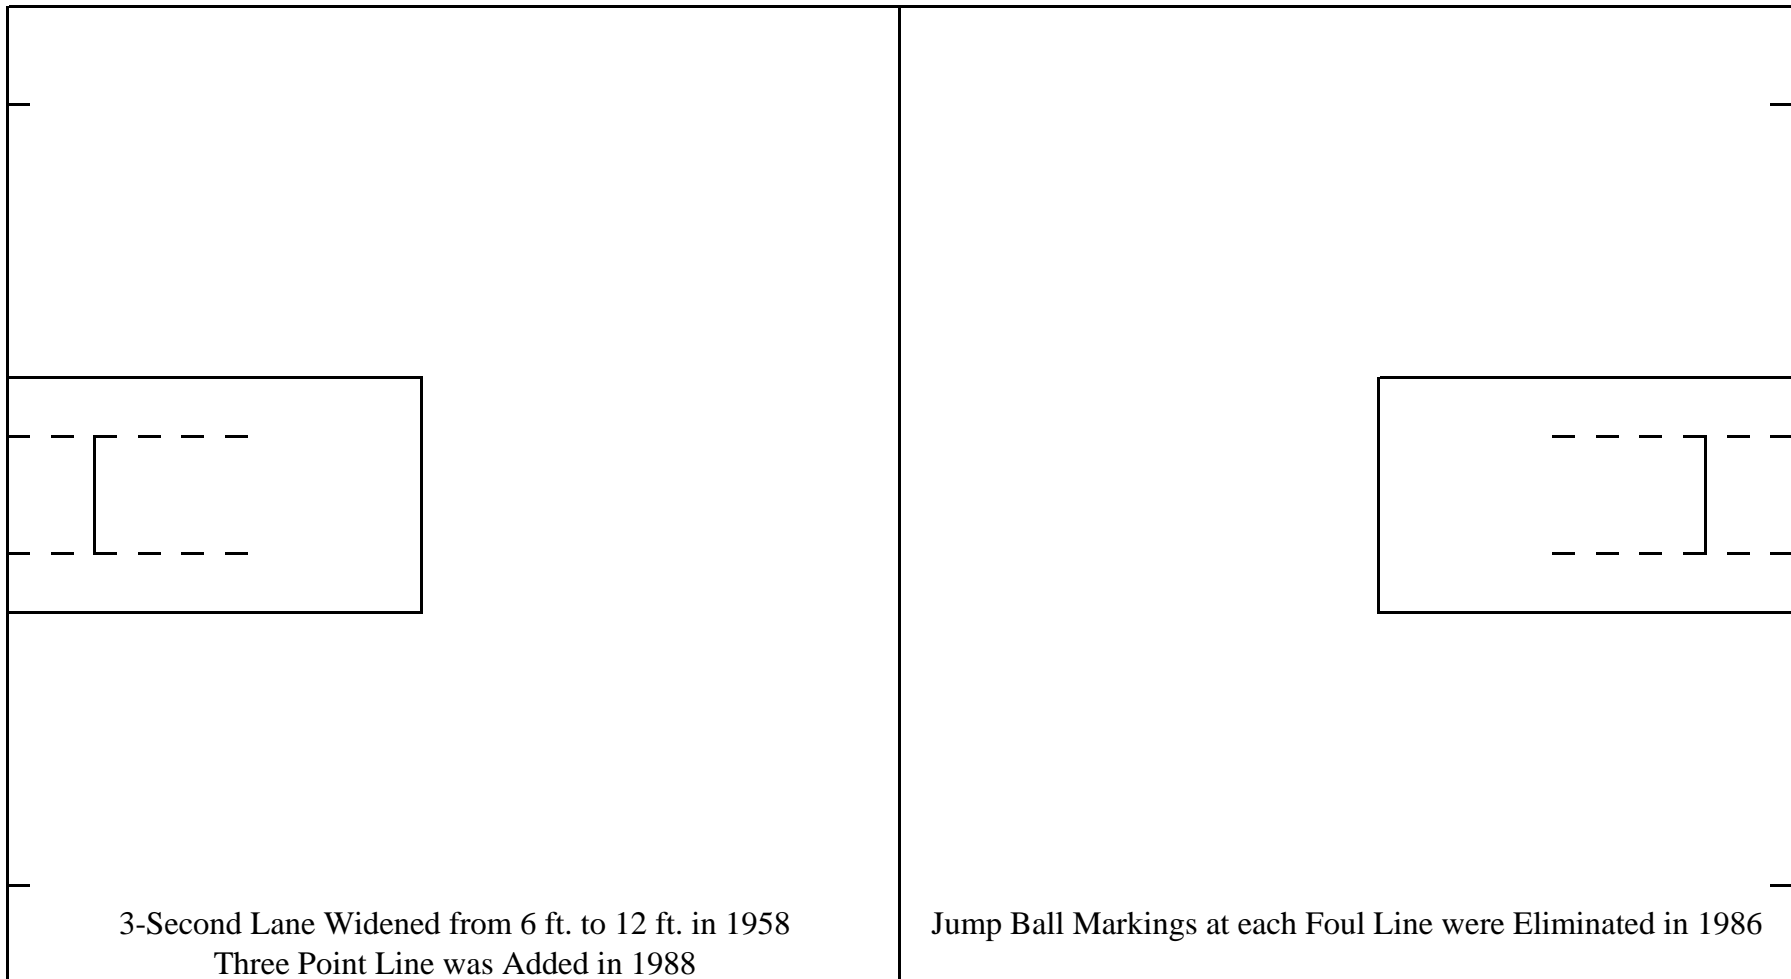 3-Second Lane Widened from 6 ft. to 12 ft. in 1958
Three Point Line was Added in 1988
Jump Ball Markings at each Foul Line were Eliminated in 1986